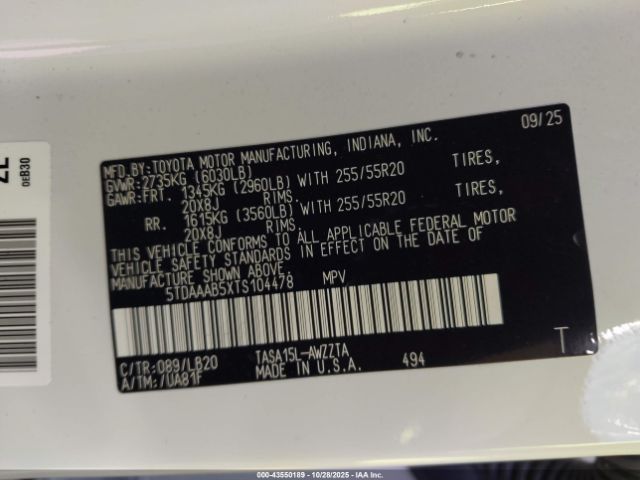 09/25
MFD.BY:TOYOTA MOTOR MANUFACTURING, INDIANA, INC.
GVWR:2735KG (6030LB)
GAWR:FRT. 1345KG (2960LB) WITH 255/55R20 TIRES,
20X8J RIMS.
RR. 1615KG (3560LB) WITH 255/55R20 TIRES,
20X8J RIMS.
THIS VEHICLE CONFORMS TO ALL APPLICABLE FEDERAL MOTOR
VEHICLE SAFETY STANDARDS IN EFFECT ON THE DATE OF
MANUFACTURE SHOWN ABOVE.
5TDAAAB5XTS104478 MPV
C/TR:089/LB20 TASA15L-AWZZTA T
A/TM:/UA81F MADE IN U.S.A. 494
0EB30
000-43550189 - 10/28/2025 - Copyright © 2025 IAA Inc.